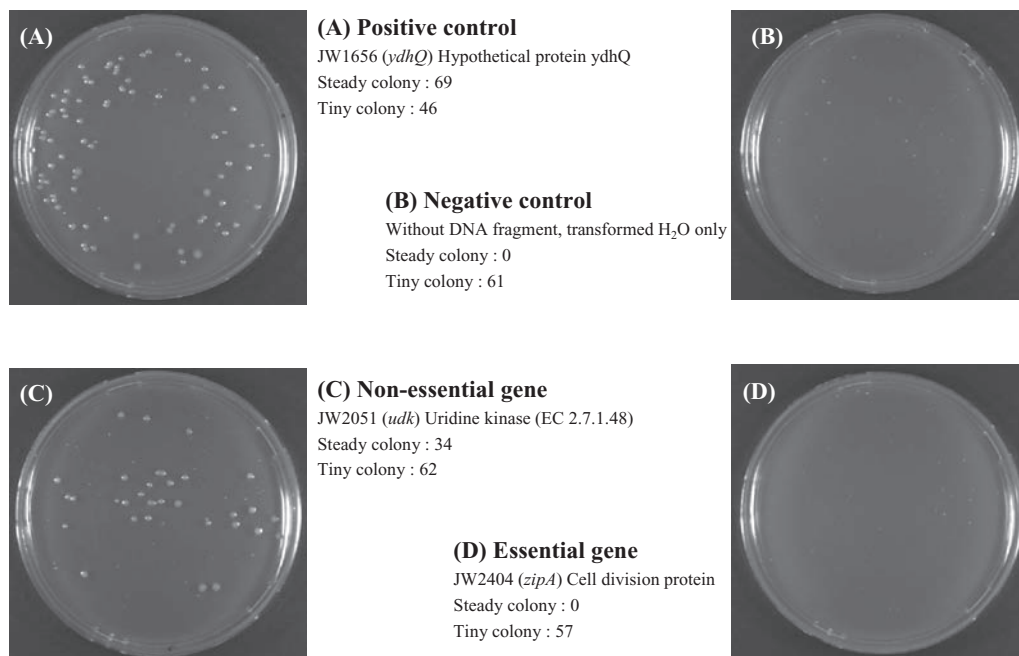 (A)
(A) Positive control
JW1656 (ydhQ) Hypothetical protein ydhQ
Steady colony : 69
Tiny colony : 46
(B)
(B) Negative control
Without DNA fragment, transformed H₂O only
Steady colony : 0
Tiny colony : 61
(C)
(C) Non-essential gene
JW2051 (udk) Uridine kinase (EC 2.7.1.48)
Steady colony : 34
Tiny colony : 62
(D)
(D) Essential gene
JW2404 (zipA) Cell division protein
Steady colony : 0
Tiny colony : 57